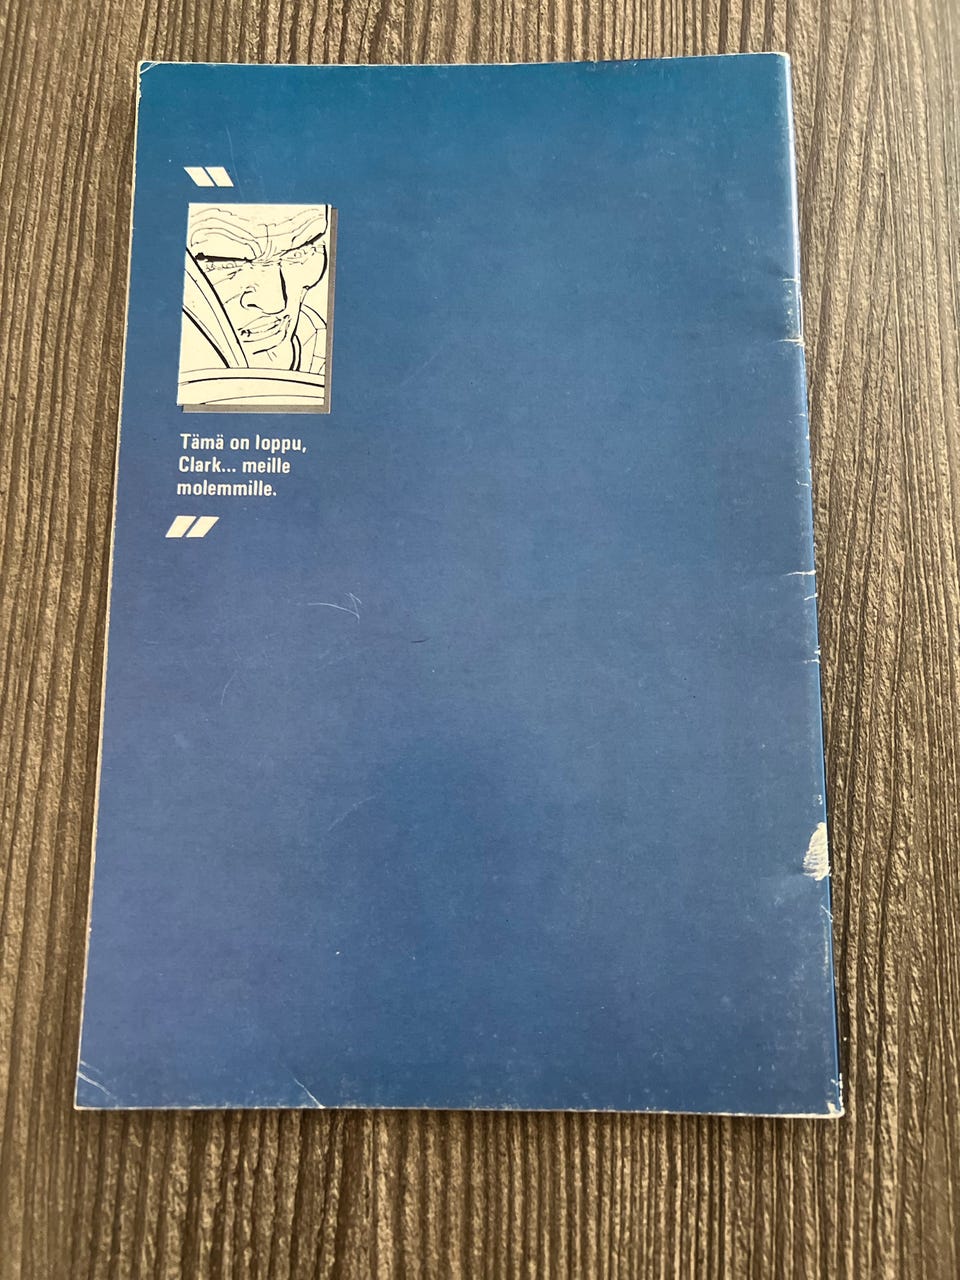 Tämä on loppu,
Clark... meille
molemmille.